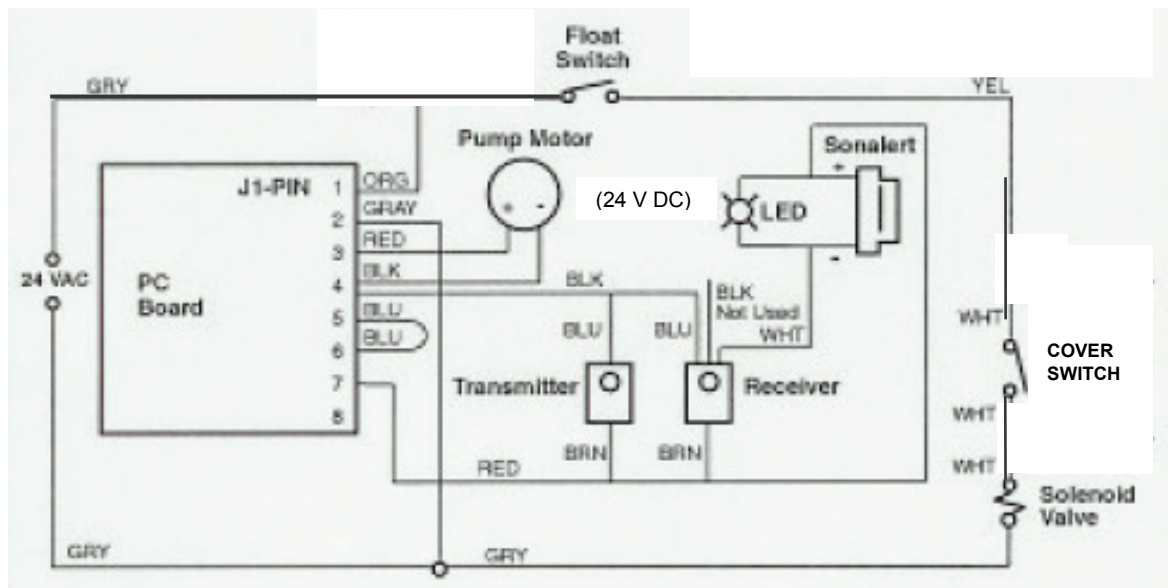 Float
Switch
GRY
YEL
Pump Motor
Sonalert
+
J1-PIN
1
ORG
2
GRAY
+ -
(24 V DC)
LED
3
RED
-
24 VAC
PC
Board
4
BLK
BLK
BLK
Not Used
5
BLU
BLU
BLU
WHT
WHT
6
BLU
COVER
SWITCH
7
Transmitter
Receiver
8
WHT
BRN
BRN
RED
WHT
Solenoid
Valve
GRY
GRY